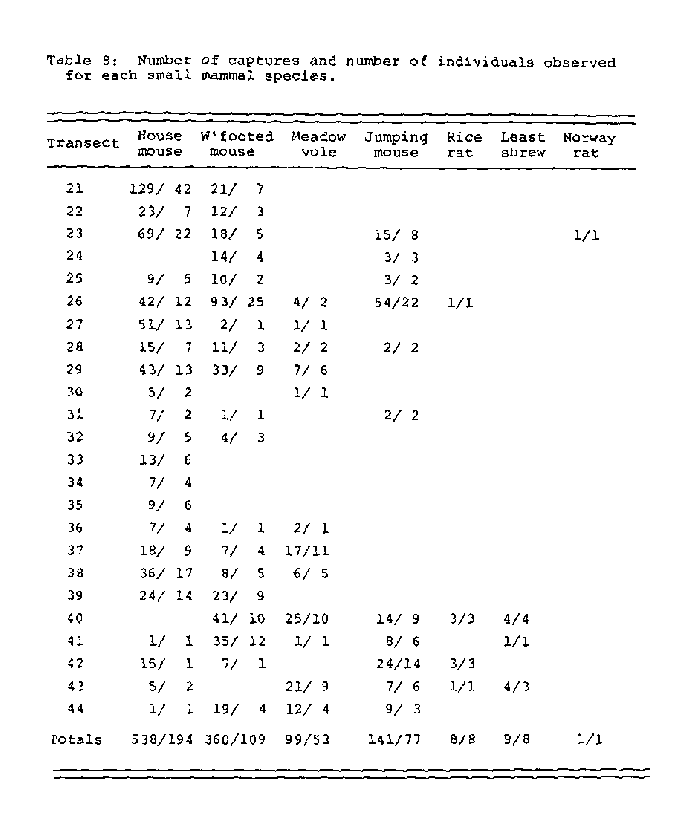 Table 8: Number of captures and number of individuals observed
for each small mammal species.
Transect House mouse W'footed mouse Meadow vole Jumping mouse Rice rat Least shrew Norway rat
21 129/ 42 21/ 7
22 23/ 7 12/ 3
23 69/ 22 18/ 5 15/ 8 1/1
24 14/ 4 3/ 3
25 9/ 5 10/ 2 3/ 2
26 42/ 12 93/ 25 4/ 2 54/22 1/1
27 51/ 13 2/ 1 1/ 1
28 15/ 7 11/ 3 2/ 2 2/ 2
29 43/ 13 33/ 9 7/ 6
30 5/ 2 1/ 1
31 7/ 2 1/ 1 2/ 2
32 9/ 5 4/ 3
33 13/ 6
34 7/ 4
35 9/ 6
36 7/ 4 1/ 1 2/ 1
37 18/ 9 7/ 4 17/11
38 36/ 17 8/ 5 6/ 5
39 24/ 14 23/ 9
40 41/ 10 25/10 14/ 9 3/3 4/4
41 1/ 1 35/ 12 1/ 1 8/ 6 1/1
42 15/ 1 7/ 1 24/14 3/3
43 5/ 2 21/ 9 7/ 6 1/1 4/3
44 1/ 1 19/ 4 12/ 4 9/ 3
Totals 538/194 360/109 99/53 141/77 8/8 9/8 1/1